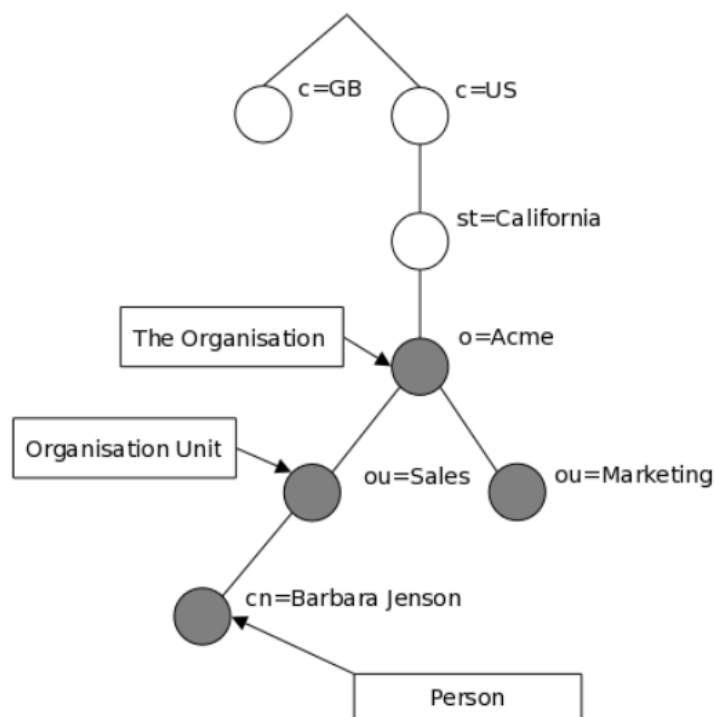 c=GB
c=US
st=California
The Organisation
o=Acme
Organisation Unit
ou=Sales
ou=Marketing
cn=Barbara Jenson
Person